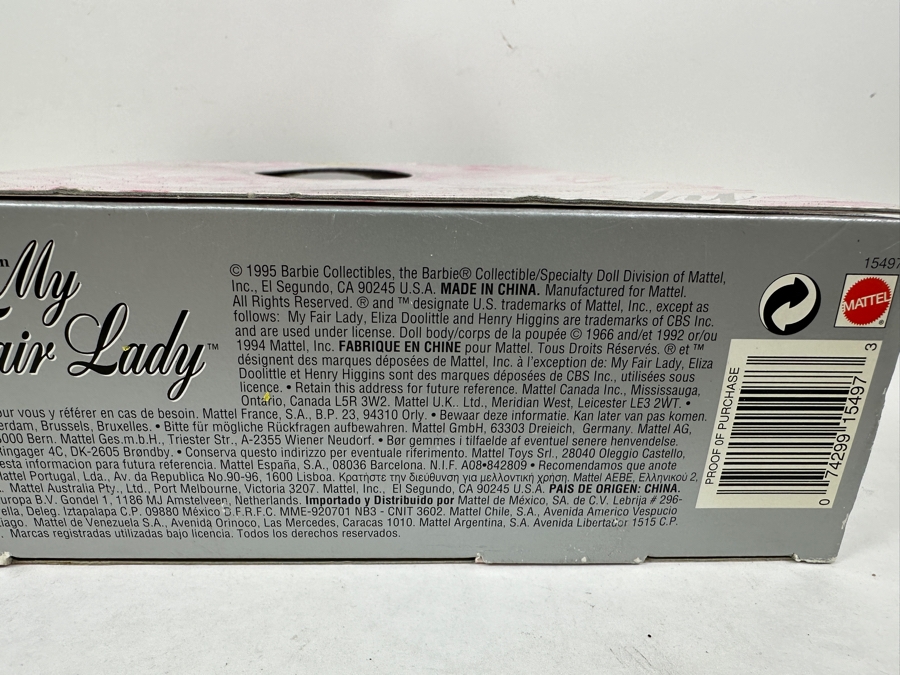 My
air Lady™
© 1995 Barbie Collectibles, the Barbie® Collectible/Specialty Doll Division of Mattel,
Inc., El Segundo, CA 90245 U.S.A. MADE IN CHINA. Manufactured for Mattel.
All Rights Reserved. ® and ™ designate U.S. trademarks of Mattel, Inc., except as
follows: My Fair Lady, Eliza Doolittle and Henry Higgins are trademarks of CBS Inc.
and are used under license. Doll body/corps de la poupée © 1966 and/et 1992 or/ou
1994 Mattel, Inc. FABRIQUÉ EN CHINE pour Mattel. Tous Droits Réservés. ® et ™
désignent des marques déposées de Mattel, Inc. à l'exception de: My Fair Lady, Eliza
Doolittle et Henry Higgins sont des marques déposées de CBS Inc., utilisées sous
licence. • Retain this address for future reference. Mattel Canada Inc., Mississauga,
Ontario, Canada L5R 3W2. Mattel U.K. Ltd., Meridian West, Leicester LE3 2WT. •
our vous y référer en cas de besoin. Mattel France, S.A., B.P. 23, 94310 Orly. • Bewaar deze informatie. Kan later van pas komen.
erdam, Brussels, Bruxelles. • Bitte für mögliche Rückfragen aufbewahren. Mattel GmbH, 63303 Dreieich, Germany. Mattel AG,
3000 Bern. Mattel Ges.m.b.H., Triester Str., A-2355 Wiener Neudorf. • Bør gemmes i tilfælde af eventuel senere henvendelse.
Ringager 4C, DK-2605 Brøndby. • Conserva questo indirizzo per eventuale riferimento. Mattel Toys Srl., 28040 Oleggio Castello,
esta informacion para futura referencia. Mattel España, S.A., 08036 Barcelona. N.I.F. A08•842809 • Recomendamos que anote
Mattel Portugal, Lda., Av. da Republica No.90-96, 1600 Lisboa. Κρατήστε την διεύθυνση για μελλοντική χρήση. Mattel AEBE, Ελληνικού 2,
Mattel Australia Pty., Ltd., Port Melbourne, Victoria 3207. Mattel, Inc., El Segundo, CA 90245 U.S.A. PAIS DE ORIGEN: CHINA.
uropa B.V. Gondel 1, 1186 MJ Amstelveen, Nederland. Importado y Distribuido por Mattel de México, S.A. de C.V. Lebrija # 296-
rella, Deleg. Iztapalapa C.P. 09880 México D.F.R.F.C. MME-920701 NB3 - CNIT 3602. Mattel Chile, S.A., Avenida Americo Vespucio
iago. Mattel de Venezuela S.A., Avenida Orinoco, Las Mercedes, Caracas 1010. Mattel Argentina, S.A. Avenida Libertador 1515 C.P.
Marcas registradas utilizadas bajo licencia. Todos los derechos reservados.
15497
MATTEL
PROOF OF PURCHASE
0 74299 15497 3